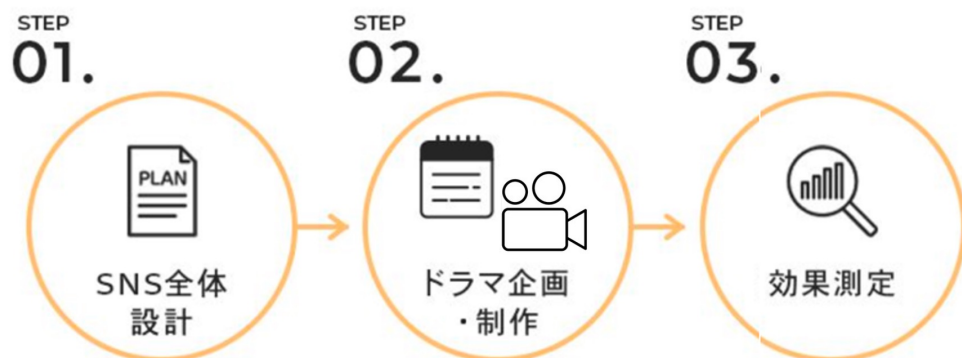 STEP
01.
PLAN
SNS全体
設計
STEP
02.
ドラマ企画
・制作
STEP
03.
効果測定